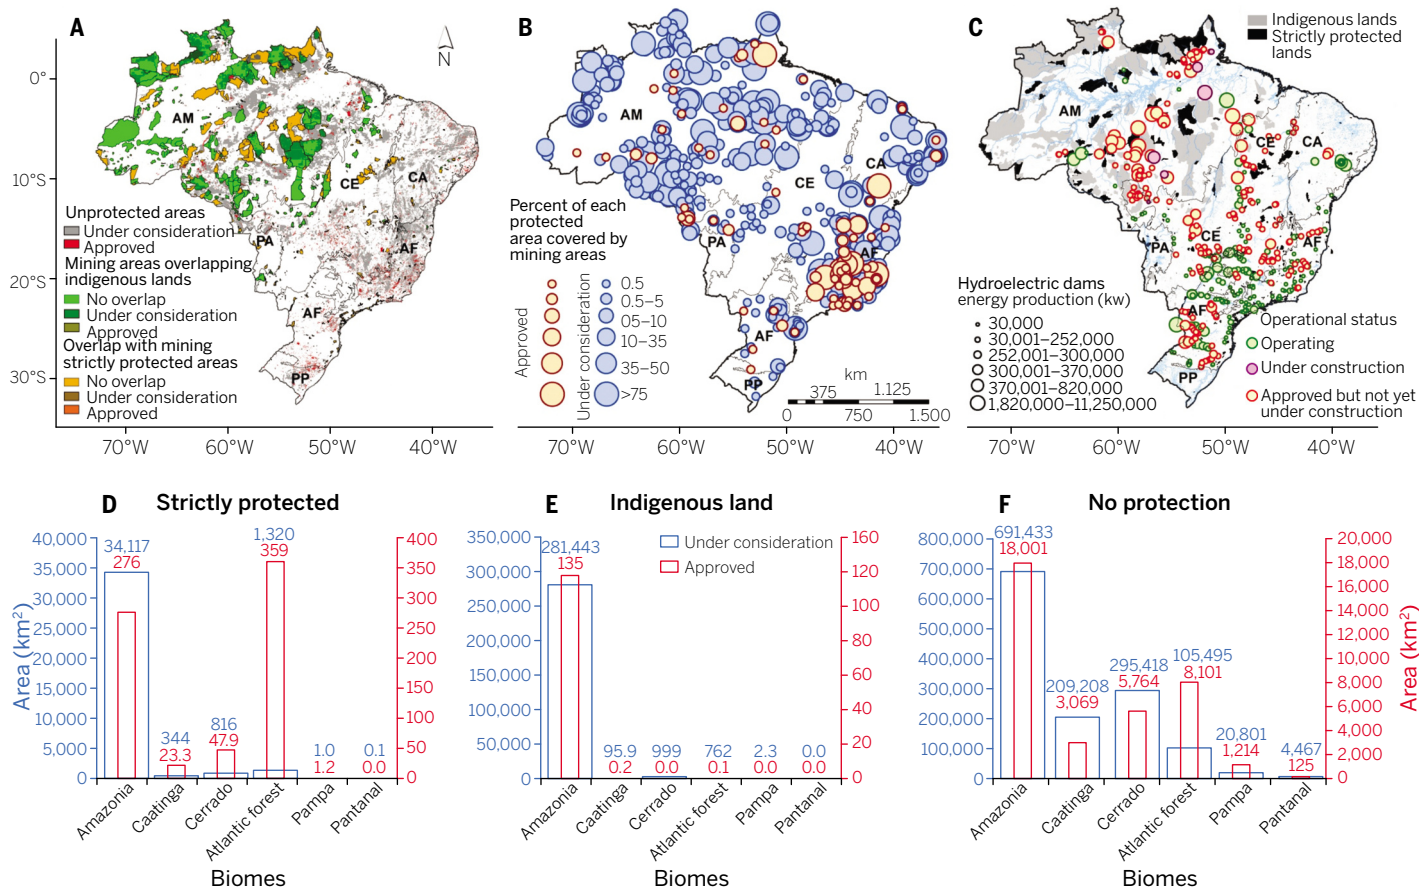 A
N
0°
10°S
20°S
30°S
AM
CE
CA
PA
AF
AF
PP
Unprotected areas
Under consideration
Approved
Mining areas overlapping
indigenous lands
No overlap
Under consideration
Approved
Overlap with mining
strictly protected areas
No overlap
Under consideration
Approved
70°W
60°W
50°W
40°W
B
AM
CA
CE
PA
AF
AF
PP
Percent of each
protected
area covered by
mining areas
Approved
Under consideration
0.5
0.5–5
05–10
10–35
35–50
>75
km
375
1.125
0
750
1.500
70°W
60°W
50°W
40°W
C
Indigenous lands
Strictly protected
lands
AM
CE
CA
CE
PA
AF
AF
PP
Hydroelectric dams
energy production (kw)
30,000
30,001–252,000
252,001–300,000
300,001–370,000
370,001–820,000
1,820,000–11,250,000
Operational status
Operating
Under construction
Approved but not yet
under construction
70°W
60°W
50°W
40°W
D Strictly protected
Area (km2)
40,000
35,000
30,000
25,000
20,000
15,000
10,000
5,000
0
34,117
276
344
23.3
816
47.9
1,320
359
1.0
1.2
0.1
0.0
400
350
300
250
200
150
100
50
0
Amazonia
Caatinga
Cerrado
Atlantic forest
Pampa
Pantanal
Biomes
E Indigenous land
350,000
300,000
250,000
200,000
150,000
100,000
50,000
0
281,443
135
95.9
0.2
999
0.0
762
0.1
2.3
0.0
0.0
0.0
Under consideration
Approved
160
140
120
100
80
60
40
20
0
Amazonia
Caatinga
Cerrado
Atlantic forest
Pampa
Pantanal
Biomes
F No protection
800,000
700,000
600,000
500,000
400,000
300,000
200,000
100,000
0
691,433
18,001
209,208
3,069
295,418
5,764
105,495
8,101
20,801
1,214
4,467
125
20,000
18,000
16,000
14,000
12,000
10,000
8,000
6,000
4,000
2,000
0
Area (km2)
Amazonia
Caatinga
Cerrado
Atlantic forest
Pampa
Pantanal
Biomes